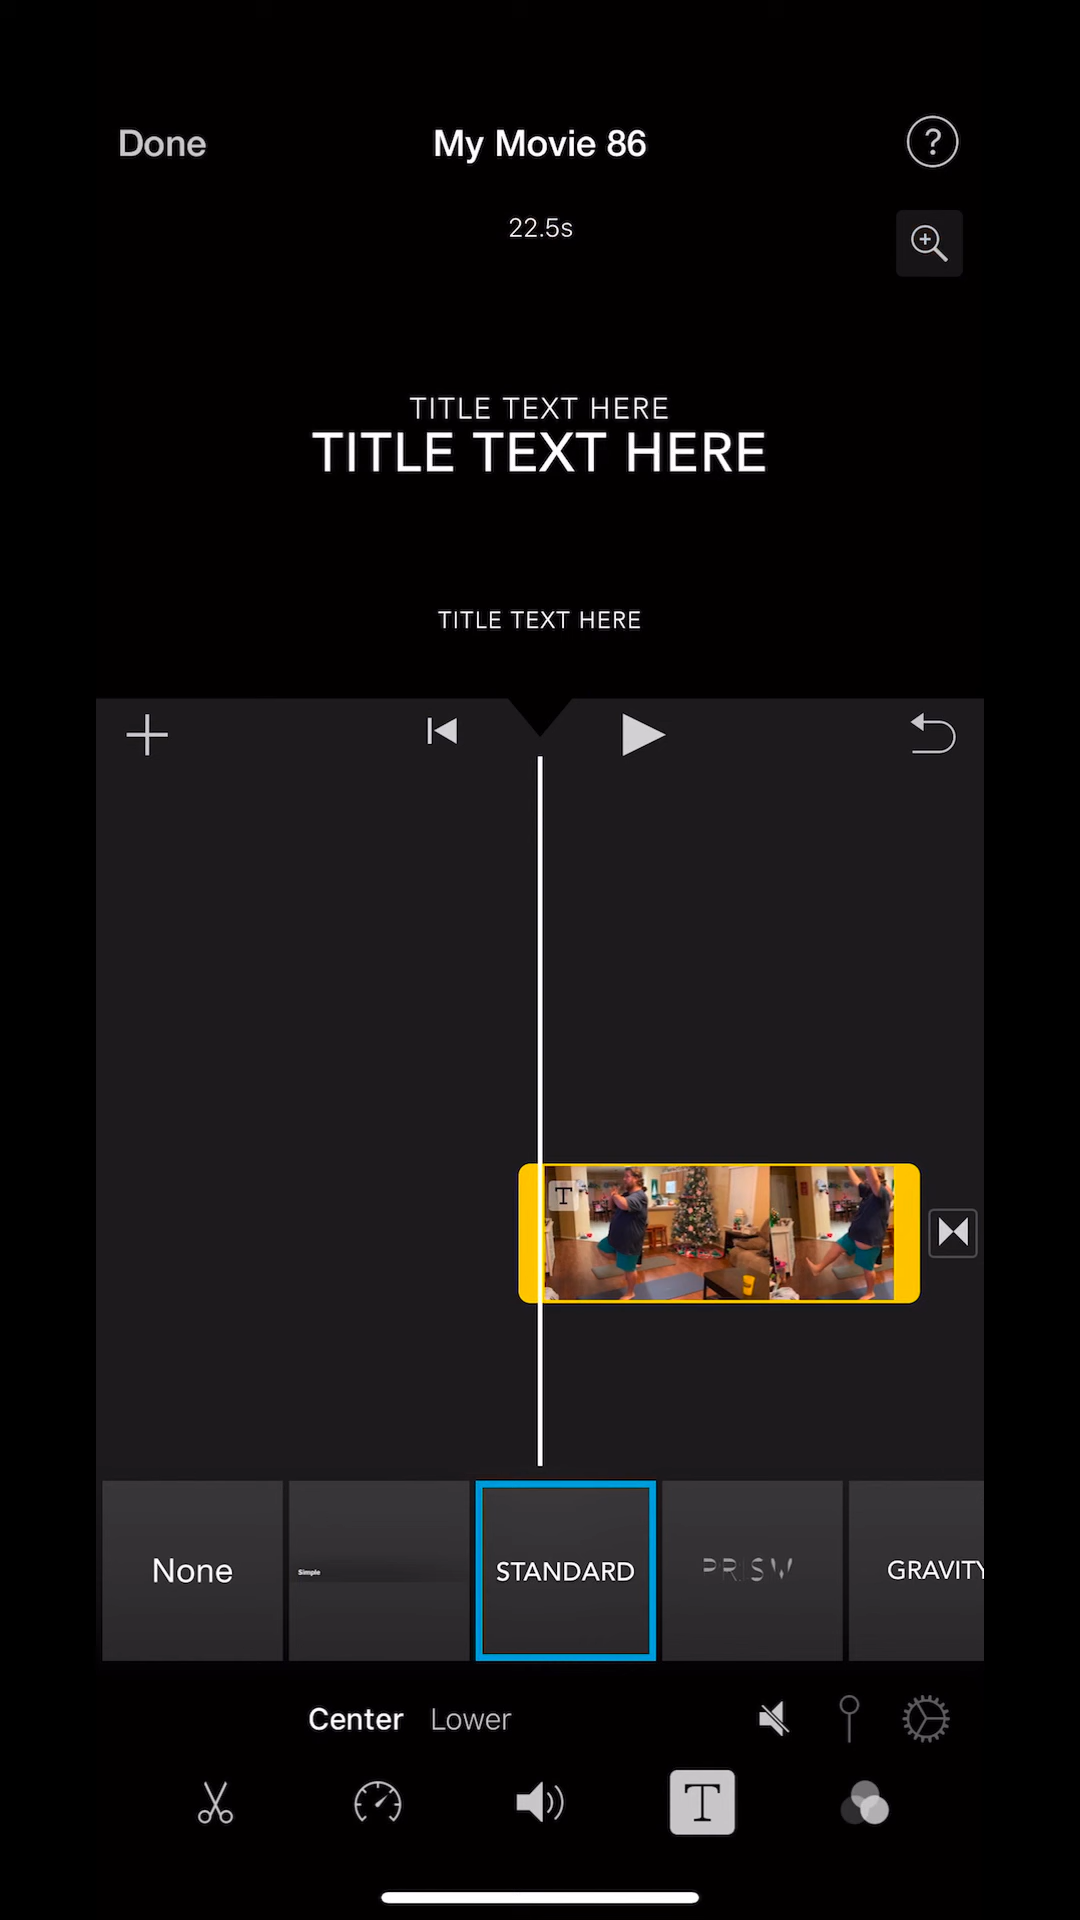 Done
My Movie 86
?
22.5s
TITLE TEXT HERE
TITLE TEXT HERE
TITLE TEXT HERE
T
None
Simple
STANDARD
PRISM
GRAVITY
Center
Lower
T